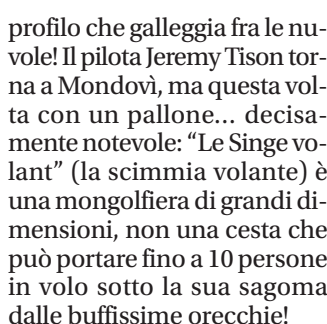 profilo che galleggia fra le nu-
vole! Il pilota Jeremy Tison tor-
na a Mondovì, ma questa vol-
ta con un pallone... decisa-
mente notevole: “Le Singe vo-
lant” (la scimmia volante) è
una mongolfiera di grandi di-
mensioni, non una cesta che
può portare fino a 10 persone
in volo sotto la sua sagoma
dalle buffissime orecchie!